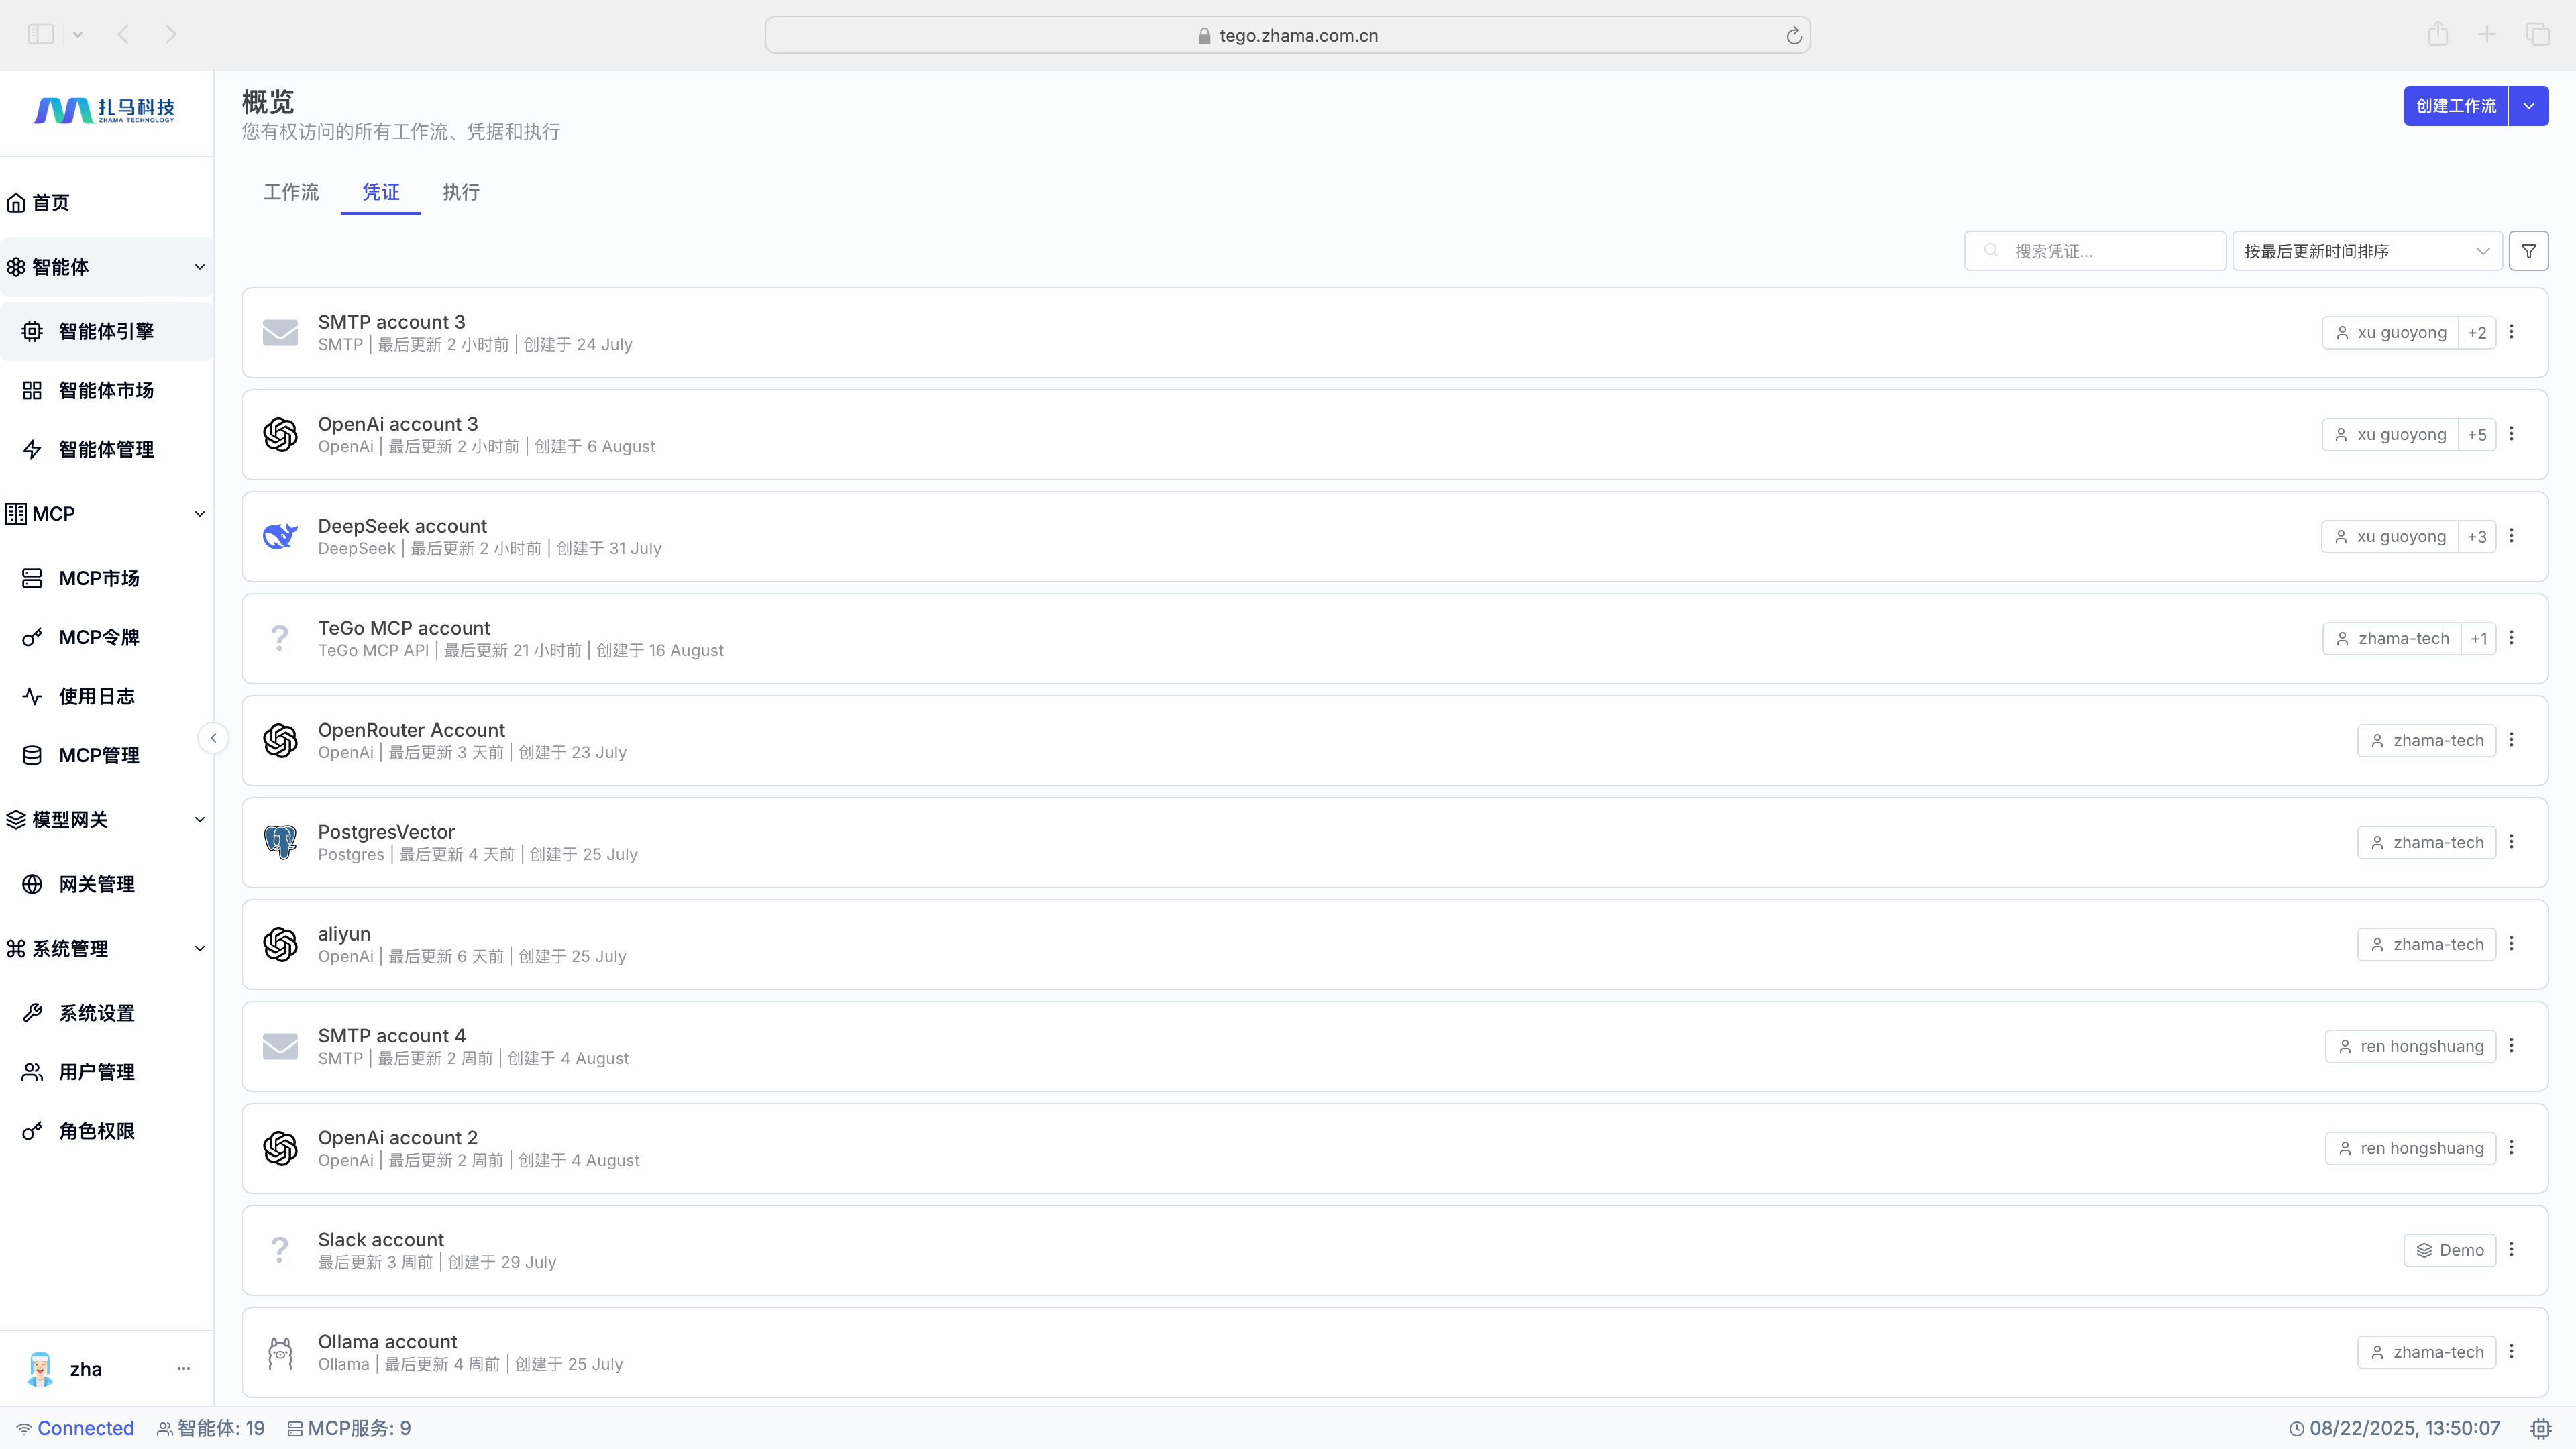 tego.zhama.com.cn
扎马科技
ZHAMA TECHNOLOGY
首页
智能体
智能体引擎
智能体市场
智能体管理
MCP
MCP市场
MCP令牌
使用日志
MCP管理
模型网关
网关管理
系统管理
系统设置
用户管理
角色权限
zha
概览
您有权访问的所有工作流、凭据和执行
创建工作流
工作流 凭证 执行
搜索凭证...
按最后更新时间排序
SMTP account 3
SMTP | 最后更新 2 小时前 | 创建于 24 July
xu guoyong +2
OpenAi account 3
OpenAi | 最后更新 2 小时前 | 创建于 6 August
xu guoyong +5
DeepSeek account
DeepSeek | 最后更新 2 小时前 | 创建于 31 July
xu guoyong +3
TeGo MCP account
TeGo MCP API | 最后更新 21 小时前 | 创建于 16 August
zhama-tech +1
OpenRouter Account
OpenAi | 最后更新 3 天前 | 创建于 23 July
zhama-tech
PostgresVector
Postgres | 最后更新 4 天前 | 创建于 25 July
zhama-tech
aliyun
OpenAi | 最后更新 6 天前 | 创建于 25 July
zhama-tech
SMTP account 4
SMTP | 最后更新 2 周前 | 创建于 4 August
ren hongshuang
OpenAi account 2
OpenAi | 最后更新 2 周前 | 创建于 4 August
ren hongshuang
Slack account
最后更新 3 周前 | 创建于 29 July
Demo
Ollama account
Ollama | 最后更新 4 周前 | 创建于 25 July
zhama-tech
Connected 智能体: 19 MCP服务: 9
08/22/2025, 13:50:07